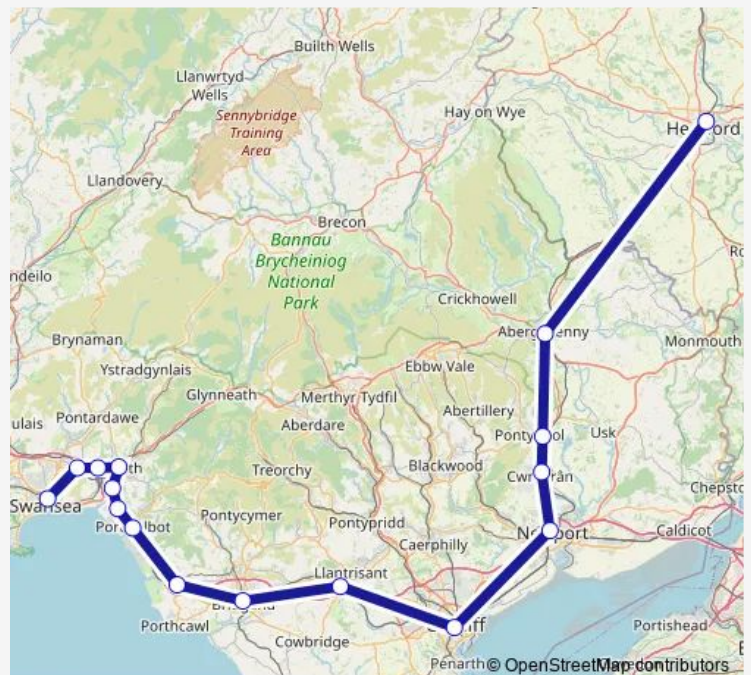 Builth Wells
Llanwrtyd
Wells
Sennybridge
Training
Area
Hay on Wye
Llandovery
Brecon
Bannau
Brycheiniog
National
Park
ndeilo
Crickhowell
Monmouth
Brynaman
Ystradgynlais
Ebbw Vale
Glynneath
Merthyr Tydfil
ulais
Pontardawe
Aberdare
Abertillery
Usk
Treorchy
Blackwood
Chepsto
Swansea
Pontycymer
Pontypridd
Caerphilly
Caldicot
Llantrisant
Porthcawl
Cowbridge
Portishead
Penarth
© OpenStreetMap contributors